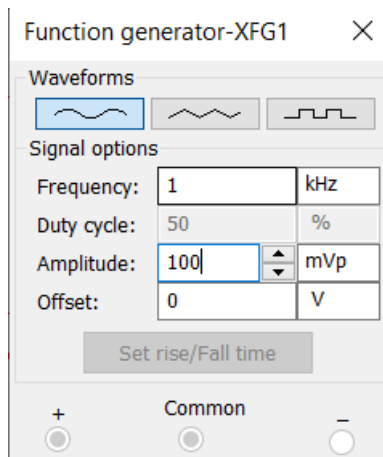 Function generator-XFG1
Waveforms
Signal options
Frequency: 1 kHz
Duty cycle: 50 %
Amplitude: 100 mVp
Offset: 0 V
Set rise/Fall time
+ Common –